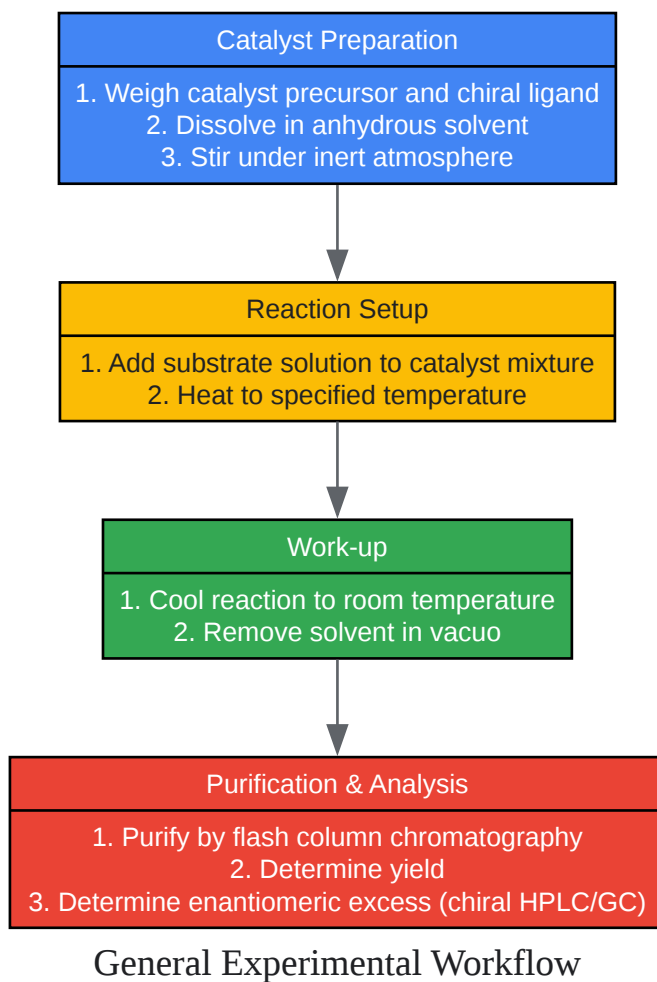 Catalyst Preparation
1. Weigh catalyst precursor and chiral ligand
2. Dissolve in anhydrous solvent
3. Stir under inert atmosphere
Reaction Setup
1. Add substrate solution to catalyst mixture
2. Heat to specified temperature
Work-up
1. Cool reaction to room temperature
2. Remove solvent in vacuo
Purification & Analysis
1. Purify by flash column chromatography
2. Determine yield
3. Determine enantiomeric excess (chiral HPLC/GC)
General Experimental Workflow